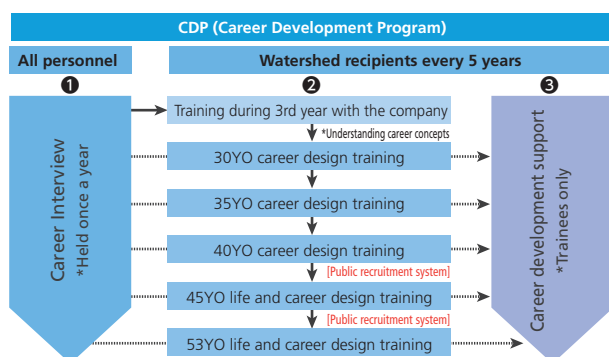 CDP (Career Development Program)
All personnel
Watershed recipients every 5 years
❶
❷
❸
Career Interview
*Held once a year
Training during 3rd year with the company
*Understanding career concepts
30YO career design training
35YO career design training
40YO career design training
[Public recruitment system]
45YO life and career design training
[Public recruitment system]
53YO life and career design training
Career development support
*Trainees only